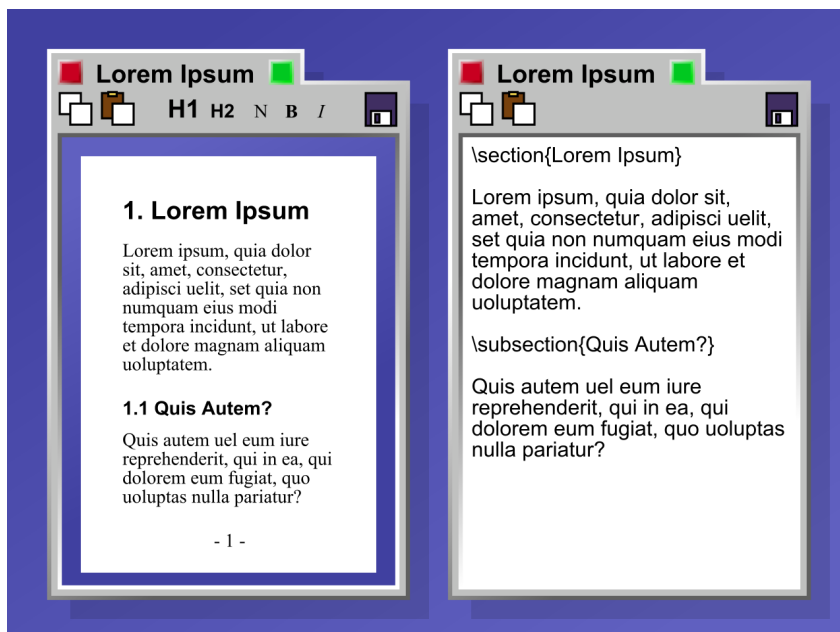 Lorem Ipsum
H1 H2 N B I
1. Lorem Ipsum
Lorem ipsum, quia dolor
sit, amet, consectetur,
adipisci uelit, set quia non
numquam eius modi
tempora incidunt, ut labore
et dolore magnam aliquam
uoluptatem.
1.1 Quis Autem?
Quis autem uel eum iure
reprehenderit, qui in ea, qui
dolorem eum fugiat, quo
uoluptas nulla pariatur?
- 1 -
Lorem Ipsum
\section{Lorem Ipsum}
Lorem ipsum, quia dolor sit,
amet, consectetur, adipisci uelit,
set quia non numquam eius modi
tempora incidunt, ut labore et
dolore magnam aliquam
uoluptatem.
\subsection{Quis Autem?}
Quis autem uel eum iure
reprehenderit, qui in ea, qui
dolorem eum fugiat, quo uoluptas
nulla pariatur?